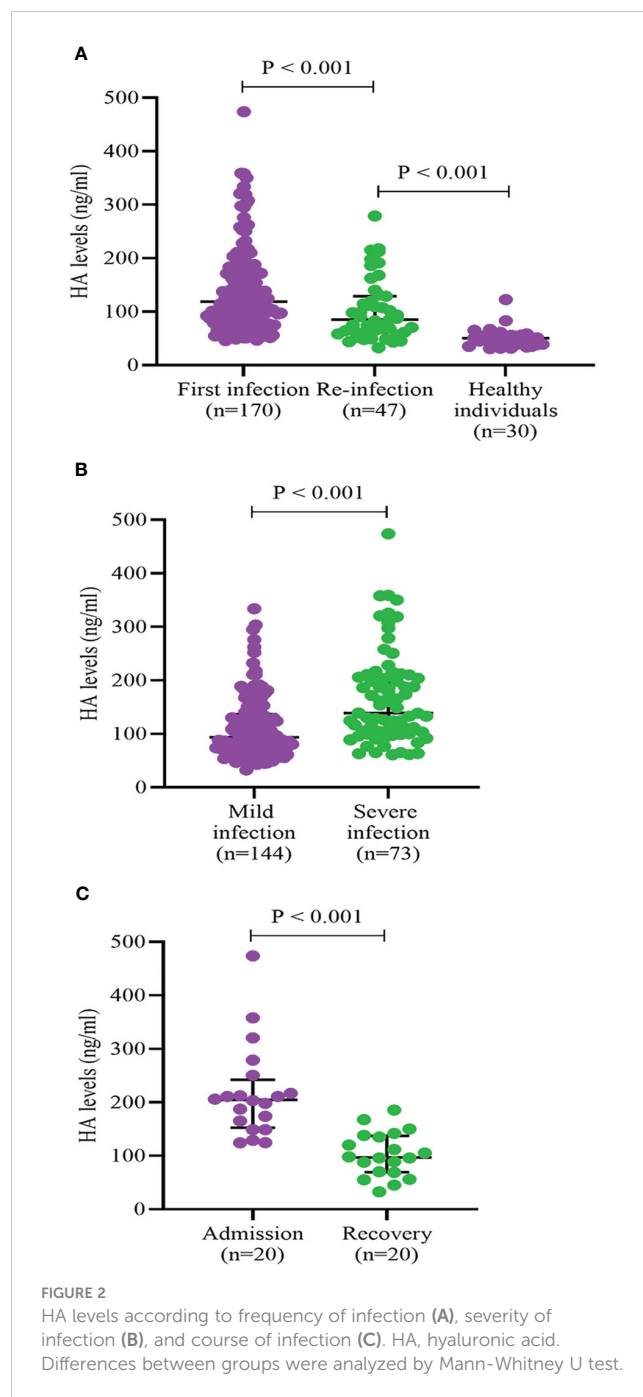 A
P < 0.001
P < 0.001
HA levels (ng/ml)
500
400
300
200
100
0
First infection
(n=170)
Re-infection
(n=47)
Healthy
individuals
(n=30)
B
P < 0.001
HA levels (ng/ml)
500
400
300
200
100
0
Mild
infection
(n=144)
Severe
infection
(n=73)
C
P < 0.001
HA levels (ng/ml)
500
400
300
200
100
0
Admission
(n=20)
Recovery
(n=20)
FIGURE 2
HA levels according to frequency of infection (A), severity of
infection (B), and course of infection (C). HA, hyaluronic acid.
Differences between groups were analyzed by Mann-Whitney U test.